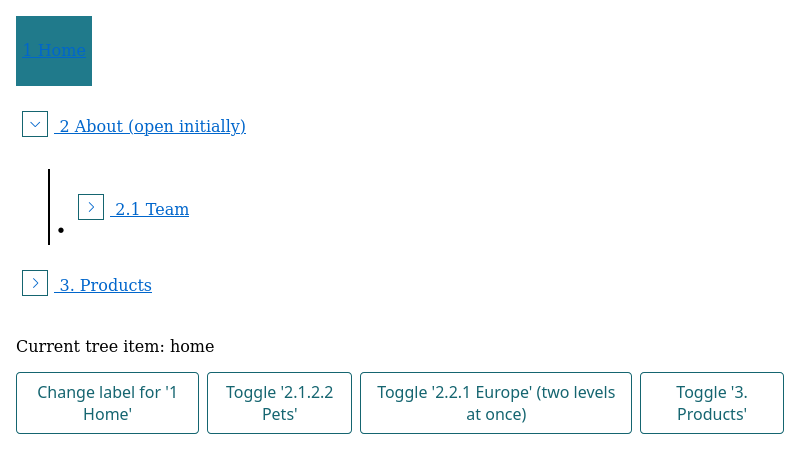 1 Home
2 About (open initially)
2.1 Team
3. Products
Current tree item: home
Change label for '1
Home'
Toggle '2.1.2.2
Pets'
Toggle '2.2.1 Europe' (two levels
at once)
Toggle '3.
Products'